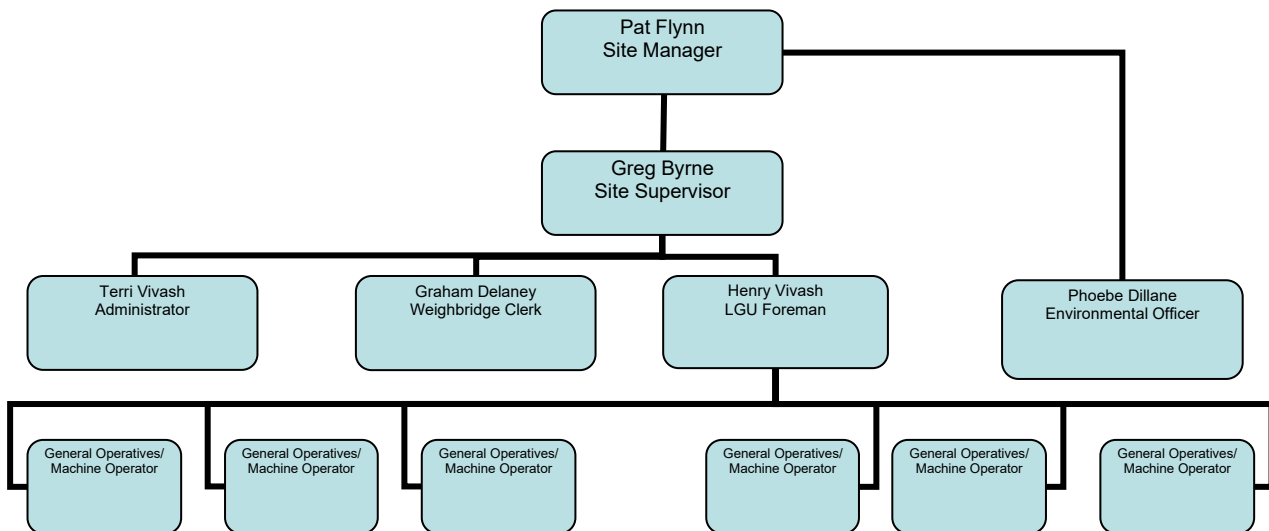 Pat Flynn
Site Manager
Greg Byrne
Site Supervisor
Terri Vivash
Administrator
Graham Delaney
Weighbridge Clerk
Henry Vivash
LGU Foreman
Phoebe Dillane
Environmental Officer
General Operatives/
Machine Operator
General Operatives/
Machine Operator
General Operatives/
Machine Operator
General Operatives/
Machine Operator
General Operatives/
Machine Operator
General Operatives/
Machine Operator